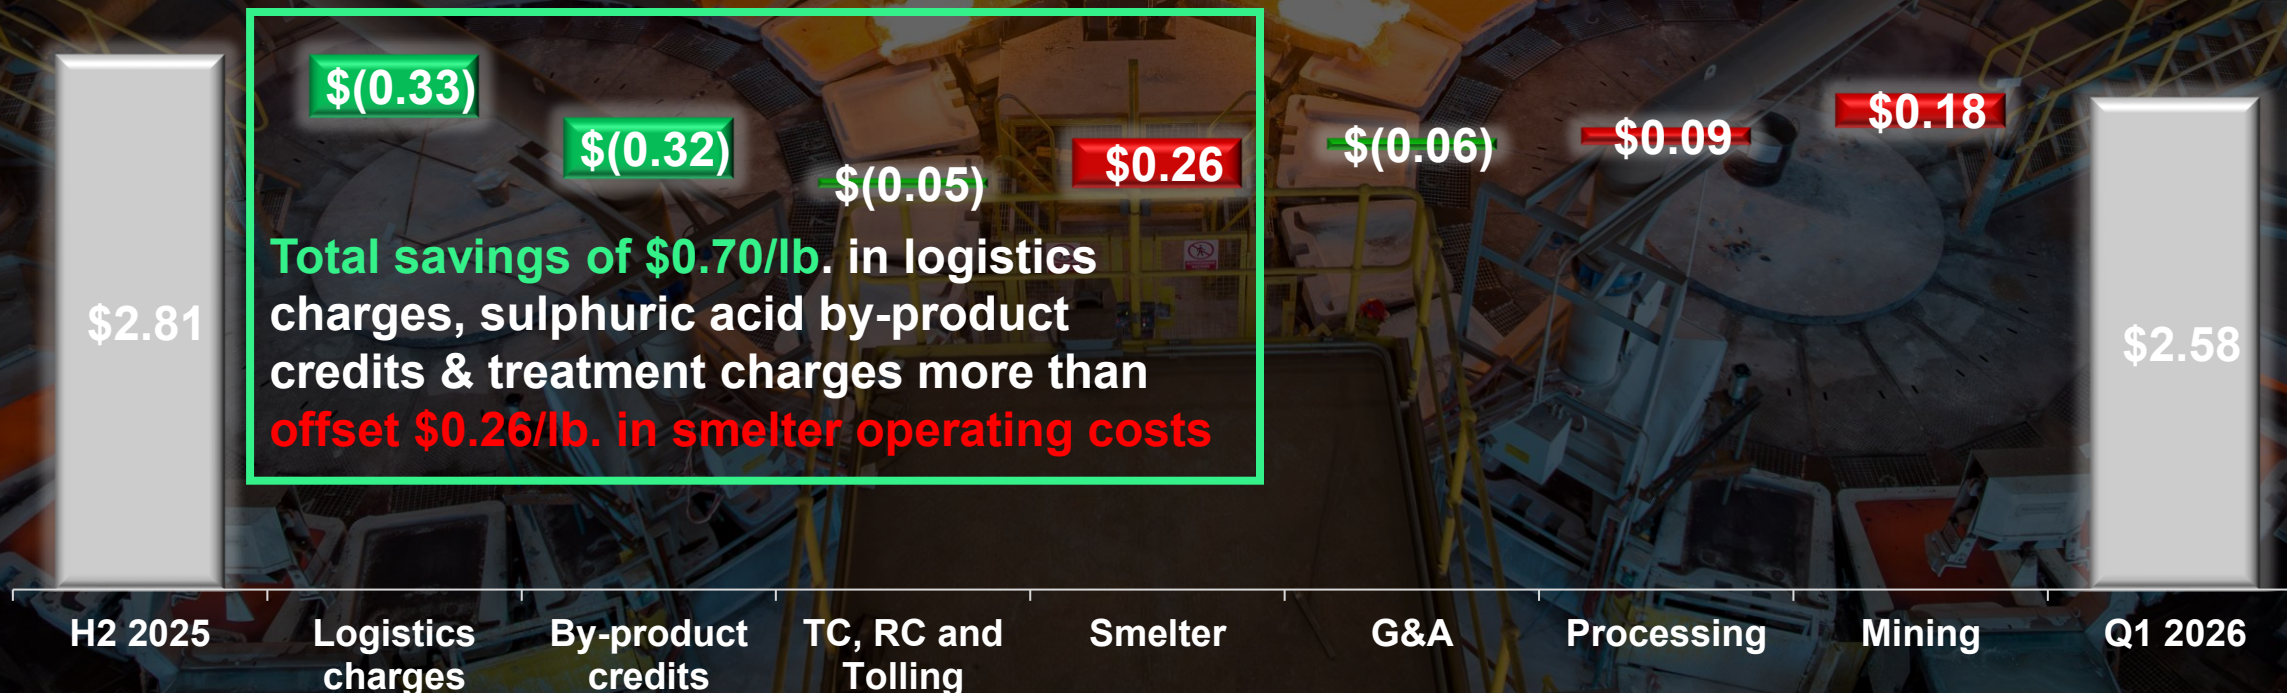 $(0.33)
$(0.32)
$(0.05)
$0.26
$(0.06)
$0.09
$0.18
$2.81
$2.58
Total savings of $0.70/lb. in logistics
charges, sulphuric acid by-product
credits & treatment charges more than
offset $0.26/lb. in smelter operating costs
H2 2025
Logistics
charges
By-product
credits
TC, RC and
Tolling
Smelter
G&A
Processing
Mining
Q1 2026